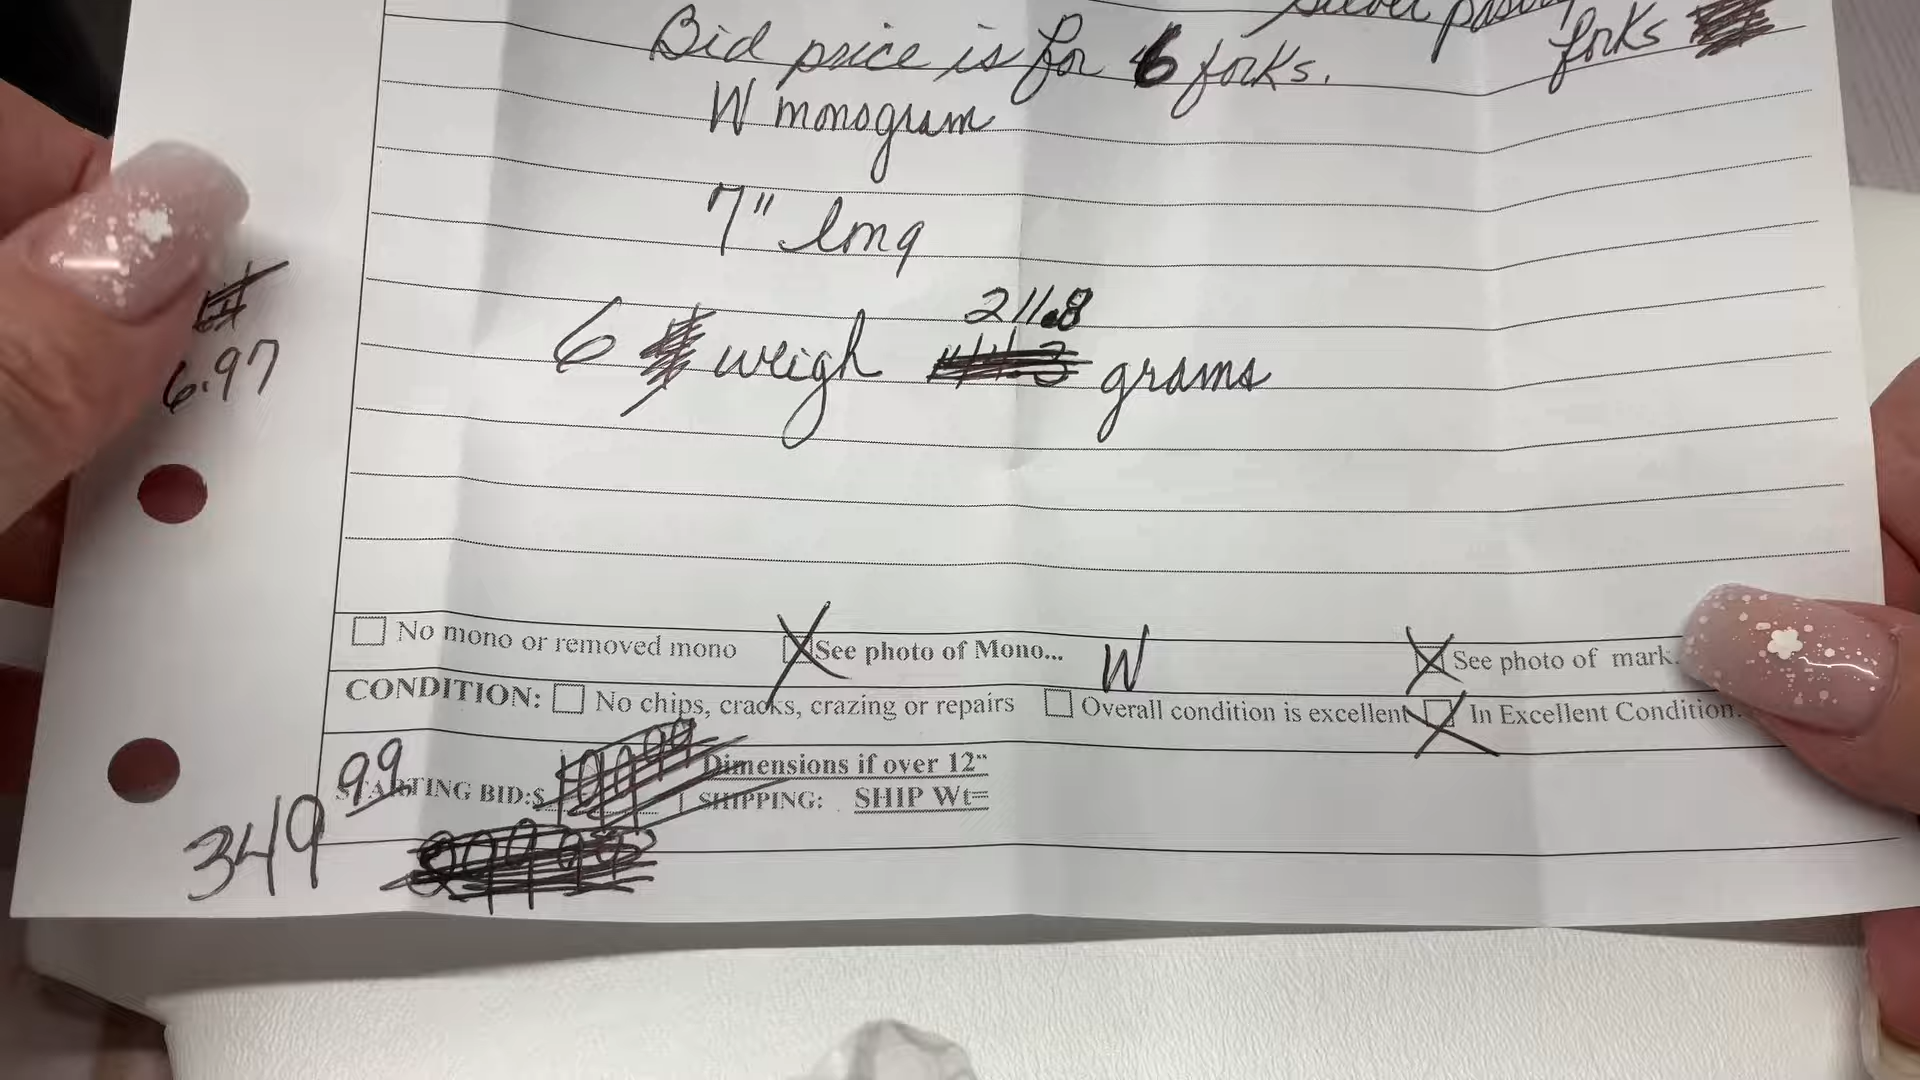 forks
Bid price is for 6 forks.
W monogram
7" long
6 weigh 211.8 grams
6.97
No mono or removed mono See photo of Mono... W See photo of mark.
CONDITION: No chips, cracks, crazing or repairs Overall condition is excellent In Excellent Condition.
STARTING BID:$ Dimensions if over 12"
SHIPPING: SHIP Wt=
349 99